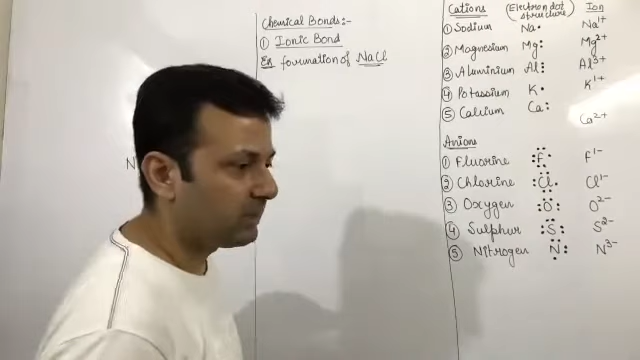 Chemical Bonds:-
① Ionic Bond
Ex formation of NaCl
N
Cations (Electron dot structure) Ion
① Sodium Na• Na¹⁺
② Magnesium Mg: Mg²⁺
③ Aluminium Al⋮ Al³⁺
④ Potassium K• K¹⁺
⑤ Calcium Ca: Ca²⁺
Anions
① Fluorine F F¹⁻
② Chlorine Cl Cl¹⁻
③ Oxygen O O²⁻
④ Sulphur S S²⁻
⑤ Nitrogen N N³⁻